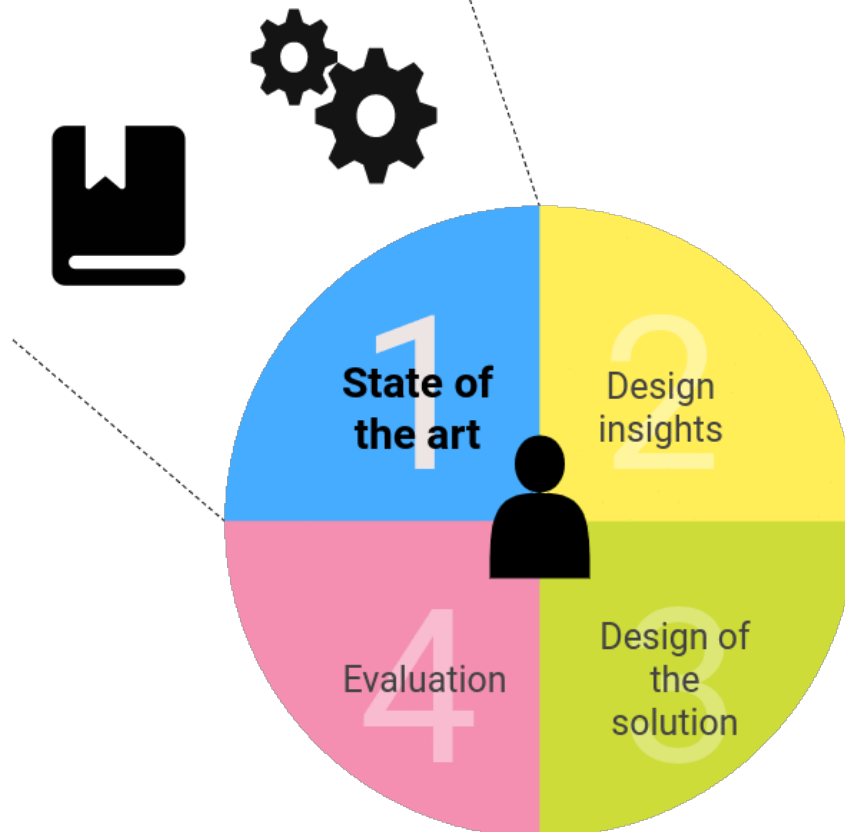 1
State of
the art
2
Design
insights
3
Design of
the
solution
4
Evaluation